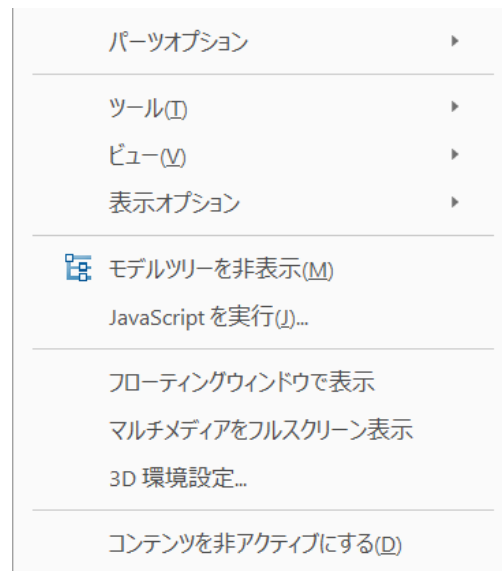 パーツオプション
ツール(T)
ビュー(V)
表示オプション
モデルツリーを非表示(M)
JavaScript を実行(J)...
フローティングウィンドウで表示
マルチメディアをフルスクリーン表示
3D 環境設定...
コンテンツを非アクティブにする(D)